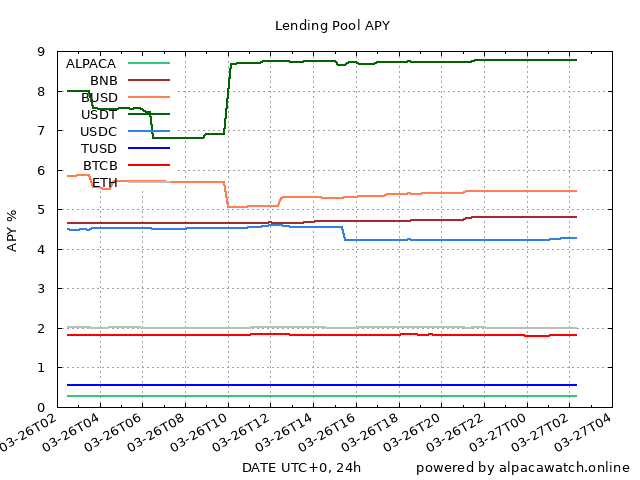 Lending Pool APY
APY %
9
8
7
6
5
4
3
2
1
0
ALPACA
BNB
BUSD
USDT
USDC
TUSD
BTCB
ETH
03-26T02
03-26T04
03-26T06
03-26T08
03-26T10
03-26T12
03-26T14
03-26T16
03-26T18
03-26T20
03-26T22
03-27T00
03-27T02
03-27T04
DATE UTC+0, 24h
powered by alpacawatch.online